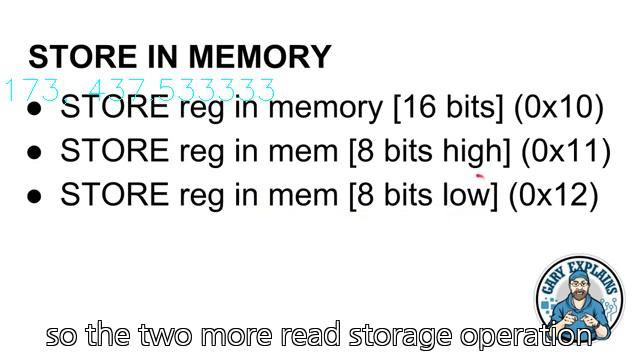 STORE IN MEMORY
173, 437.533333
● STORE reg in memory [16 bits] (0x10)
● STORE reg in mem [8 bits high] (0x11)
● STORE reg in mem [8 bits low] (0x12)
GARY EXPLAINS
so the two more read storage operation